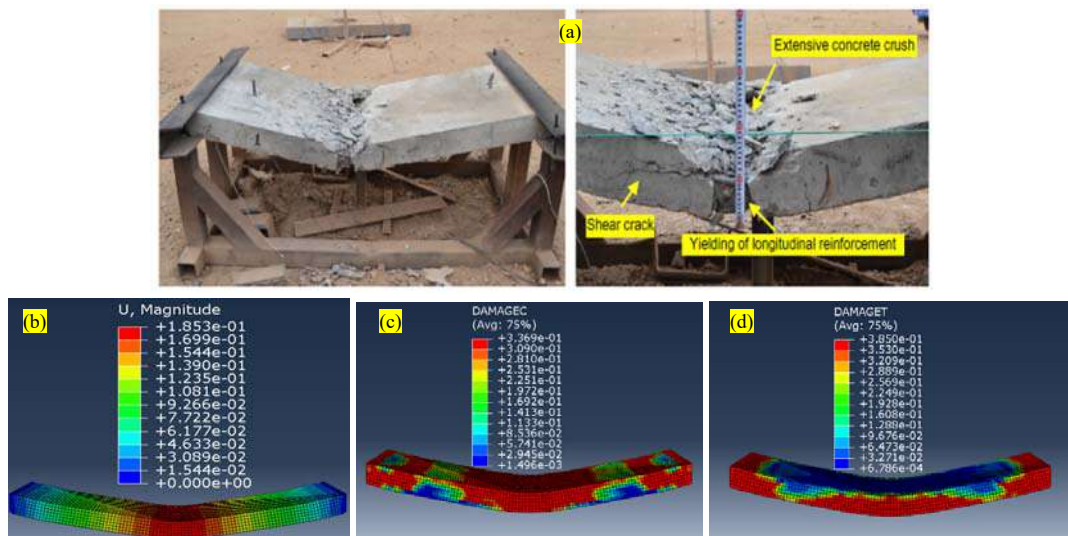 (a)
Extensive concrete crush
Shear crack
Yielding of longitudinal reinforcement
(b)
U, Magnitude
+1.853e-01
+1.699e-01
+1.544e-01
+1.390e-01
+1.235e-01
+1.081e-01
+9.266e-02
+7.722e-02
+6.177e-02
+4.633e-02
+3.089e-02
+1.544e-02
+0.000e+00
(c)
DAMAGEC
(Avg: 75%)
+3.369e-01
+3.090e-01
+2.810e-01
+2.531e-01
+2.251e-01
+1.972e-01
+1.692e-01
+1.413e-01
+1.133e-01
+8.536e-02
+5.741e-02
+2.945e-02
+1.496e-03
(d)
DAMAGET
(Avg: 75%)
+3.850e-01
+3.530e-01
+3.209e-01
+2.889e-01
+2.569e-01
+2.249e-01
+1.928e-01
+1.608e-01
+1.288e-01
+9.676e-02
+6.473e-02
+3.271e-02
+6.786e-04